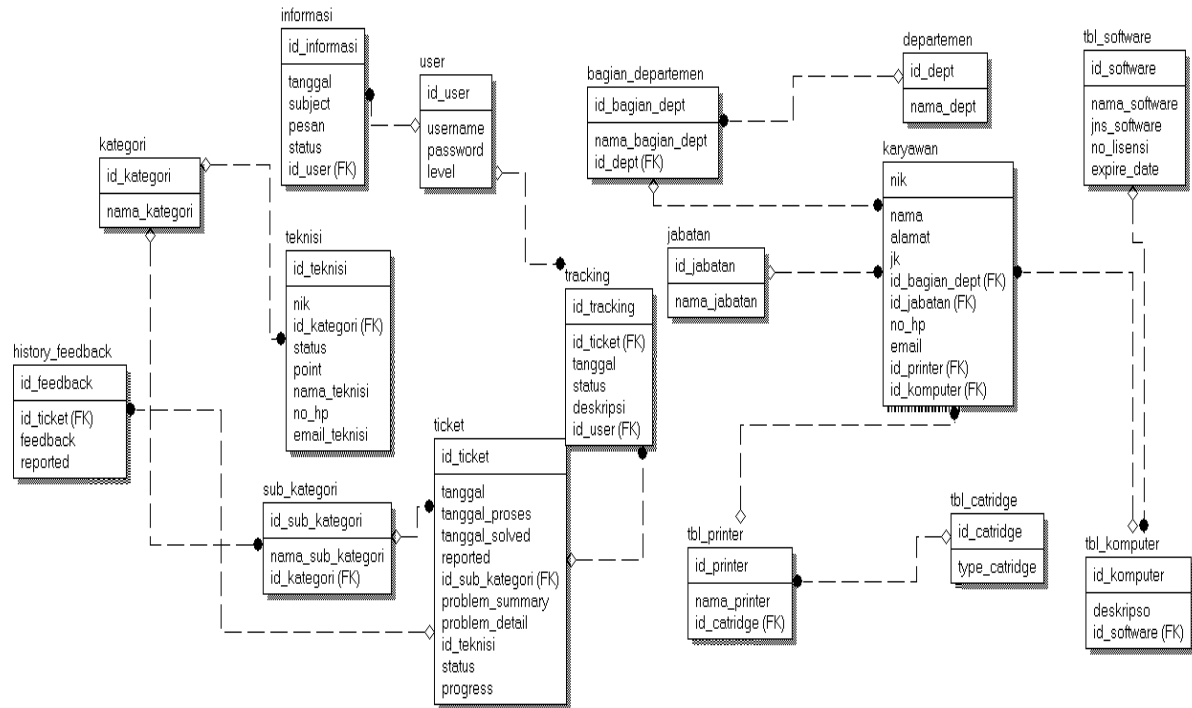 informasi
id_informasi
tanggal
subject
pesan
status
id_user (FK)
user
id_user
username
password
level
bagian_departemen
id_bagian_dept
nama_bagian_dept
id_dept (FK)
departemen
id_dept
nama_dept
tbl_software
id_software
nama_software
jns_software
no_lisensi
expire_date
kategori
id_kategori
nama_kategori
teknisi
id_teknisi
nik
id_kategori (FK)
status
point
nama_teknisi
no_hp
email_teknisi
jabatan
id_jabatan
nama_jabatan
karyawan
nik
nama
alamat
jk
id_bagian_dept (FK)
id_jabatan (FK)
no_hp
email
id_printer (FK)
id_komputer (FK)
tracking
id_tracking
id_ticket (FK)
tanggal
status
deskripsi
id_user (FK)
history_feedback
id_feedback
id_ticket (FK)
feedback
reported
sub_kategori
id_sub_kategori
nama_sub_kategori
id_kategori (FK)
ticket
id_ticket
tanggal
tanggal_proses
tanggal_solved
reported
id_sub_kategori (FK)
problem_summary
problem_detail
id_teknisi
status
progress
tbl_printer
id_printer
nama_printer
id_catridge (FK)
tbl_catridge
id_catridge
type_catridge
tbl_komputer
id_komputer
deskripso
id_software (FK)